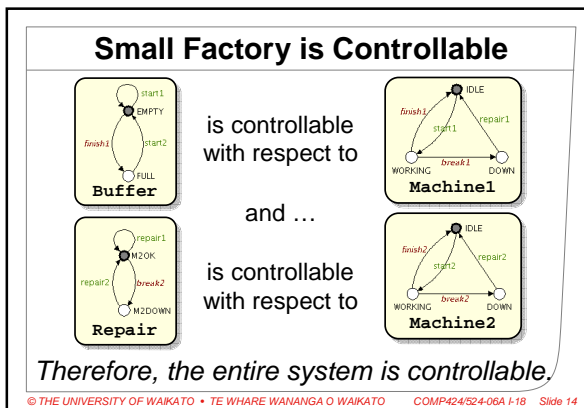 Small Factory is Controllable
start1
EMPTY
finish1
start2
FULL
Buffer
is controllable
with respect to
IDLE
finish1
repair1
start1
WORKING
break1
DOWN
Machine1
and …
repair1
M2OK
repair2
break2
M2DOWN
Repair
is controllable
with respect to
IDLE
finish2
repair2
start2
WORKING
break2
DOWN
Machine2
Therefore, the entire system is controllable.
© THE UNIVERSITY OF WAIKATO • TE WHARE WANANGA O WAIKATO COMP424/524-06A I-18 Slide 14